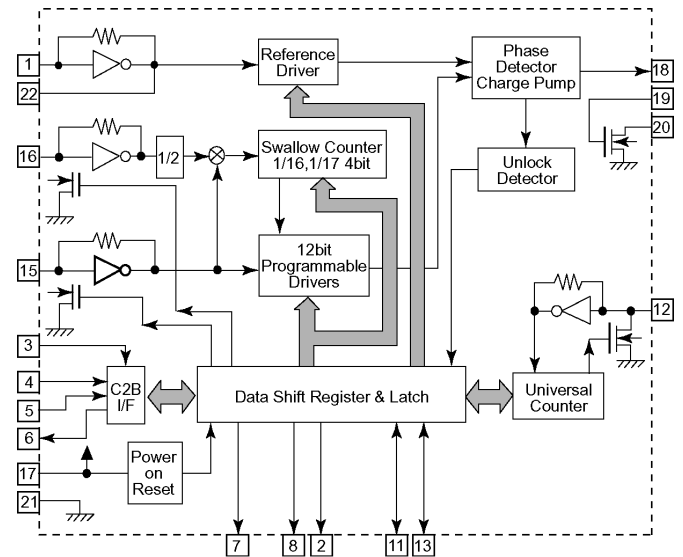 1
22
Reference
Driver
Phase
Detector
Charge Pump
18
19
20
16
1/2
Swallow Counter
1/16,1/17 4bit
Unlock
Detector
15
12bit
Programmable
Drivers
12
3
4
5
6
C2B
I/F
Data Shift Register & Latch
Universal
Counter
17
Power
on
Reset
21
7
8
2
11
13